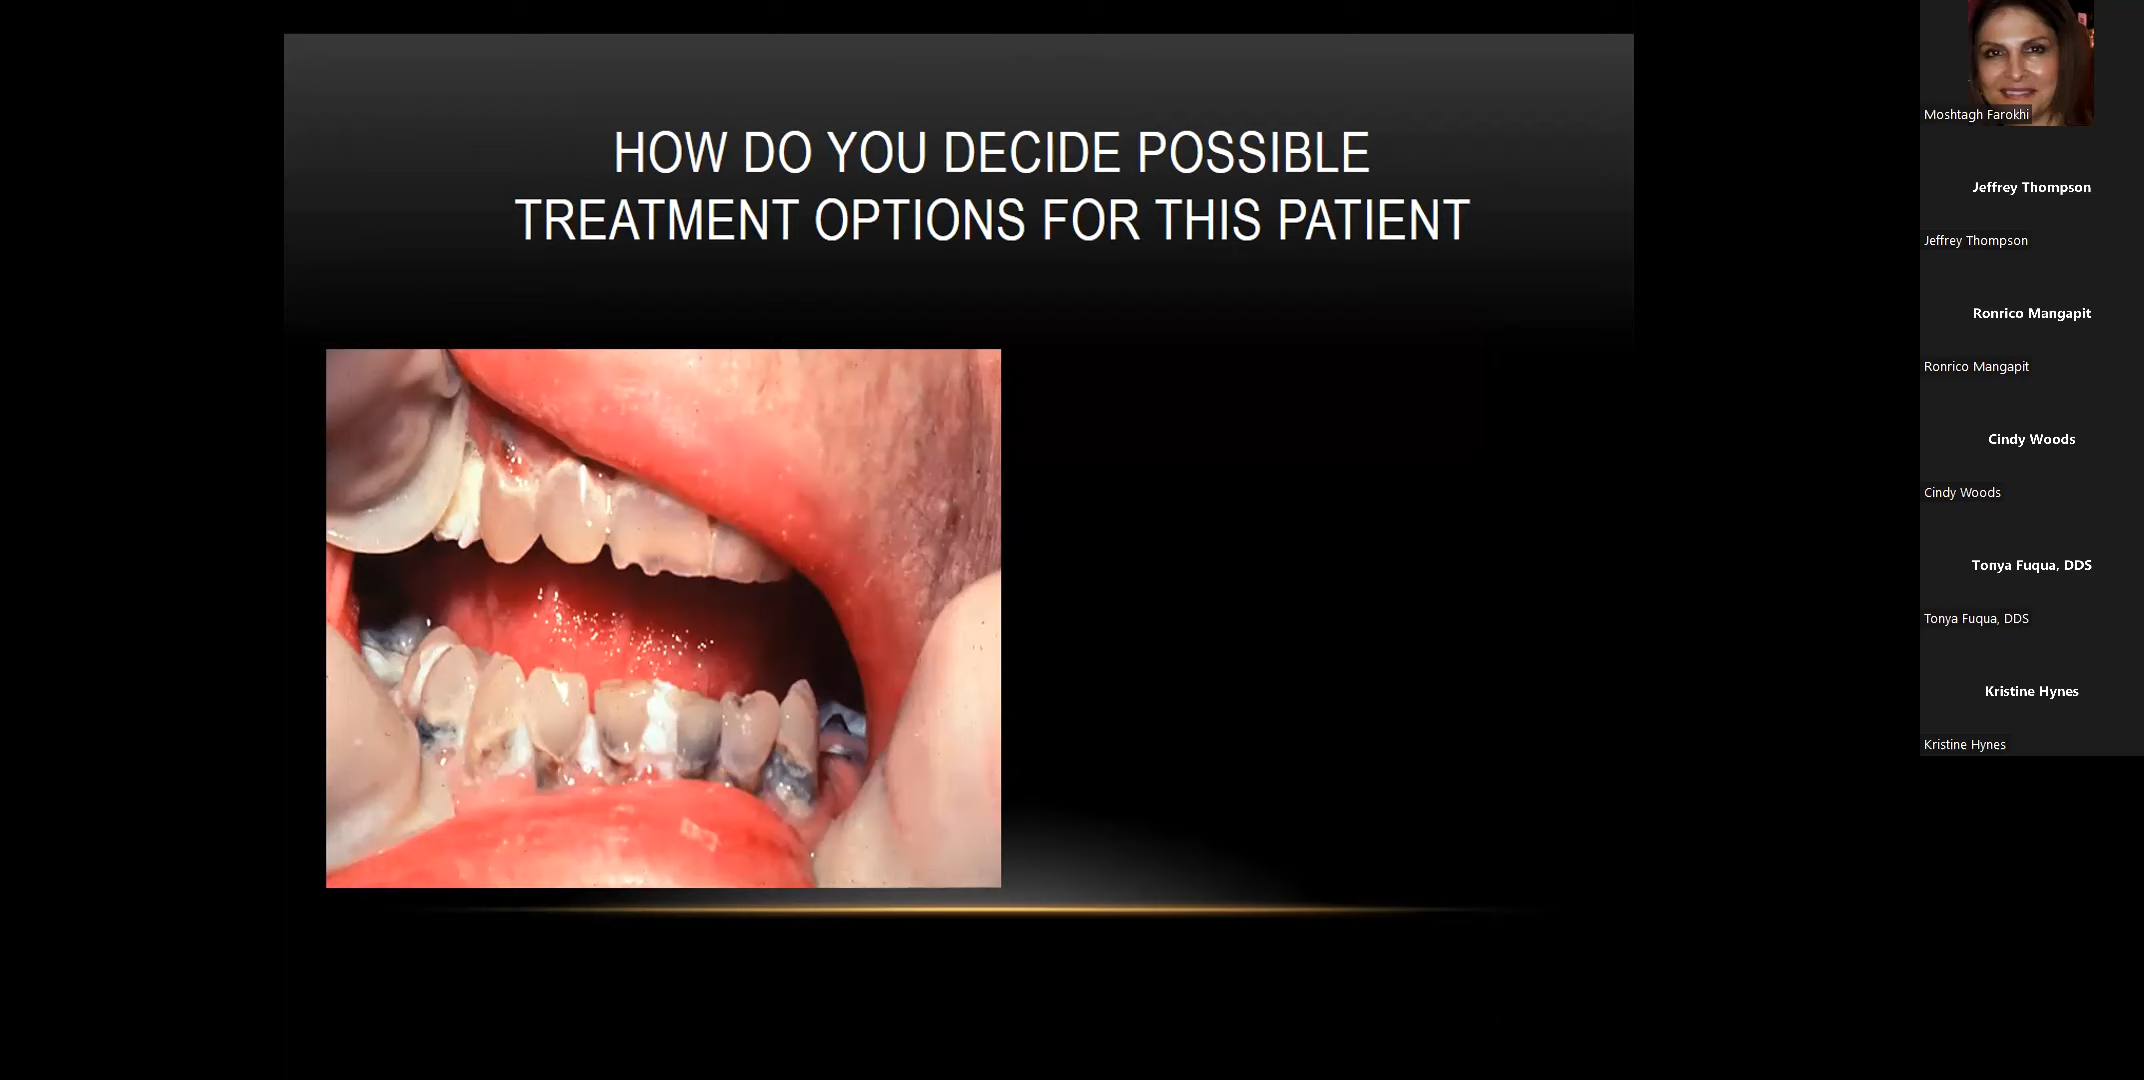 HOW DO YOU DECIDE POSSIBLE
TREATMENT OPTIONS FOR THIS PATIENT
Moshtagh Farokhi
Jeffrey Thompson
Jeffrey Thompson
Ronrico Mangapit
Ronrico Mangapit
Cindy Woods
Cindy Woods
Tonya Fuqua, DDS
Tonya Fuqua, DDS
Kristine Hynes
Kristine Hynes